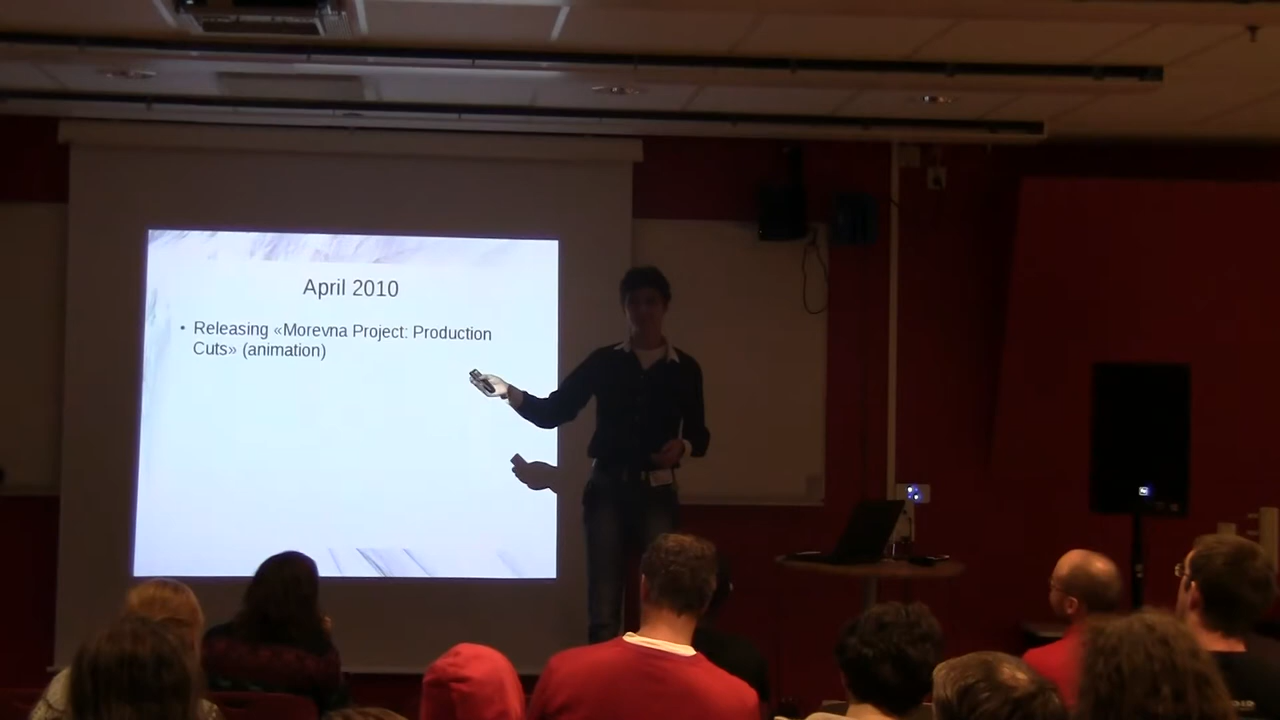 April 2010
• Releasing «Morevna Project: Production
Cuts» (animation)